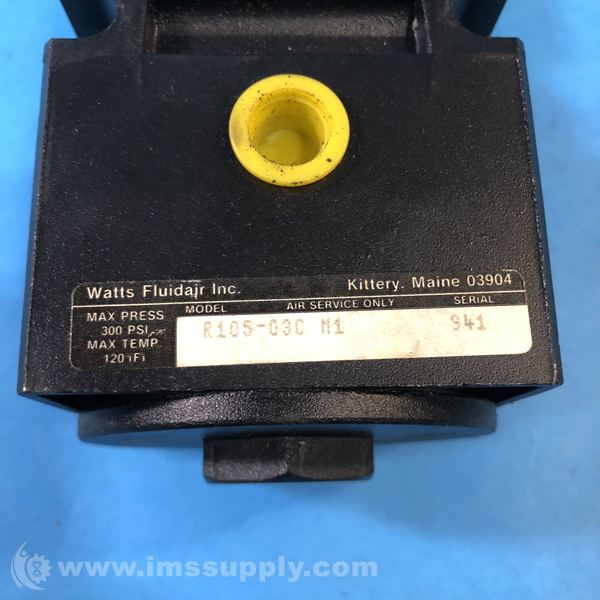 Watts Fluidair Inc. Kittery, Maine 03904
MAX PRESS
300 PSI
MAX TEMP
120°(F)
MODEL AIR SERVICE ONLY SERIAL
R105-03C M1 941
www.imssupply.com